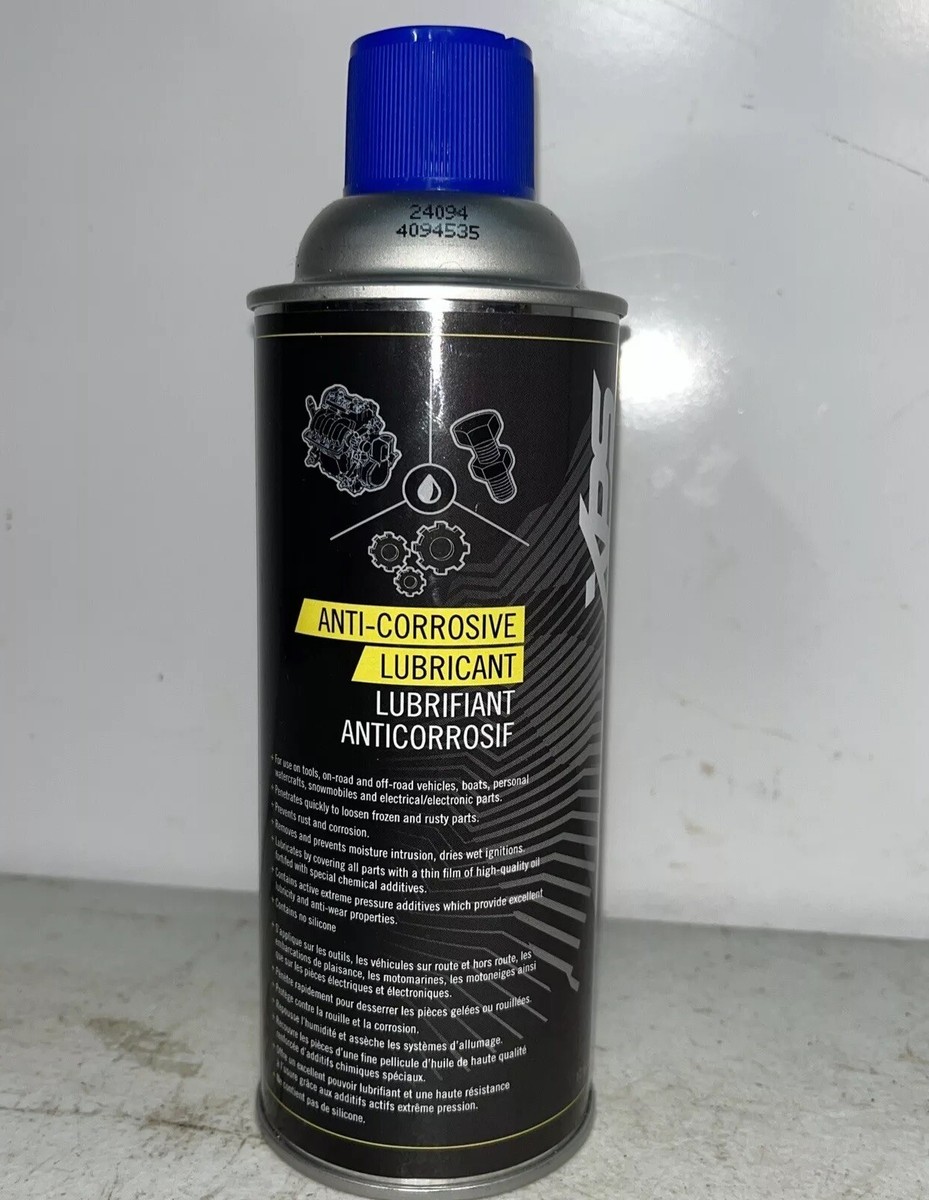 24094
4094535
XPS
ANTI-CORROSIVE
LUBRICANT
LUBRIFIANT
ANTICORROSIF
+ For use on tools, on-road and off-road vehicles, boats, personal
watercrafts, snowmobiles and electrical/electronic parts.
+ Penetrates quickly to loosen frozen and rusty parts.
+ Prevents rust and corrosion.
+ Removes and prevents moisture intrusion, dries wet ignitions.
+ Lubricates by covering all parts with a thin film of high-quality oil
fortified with special chemical additives.
+ Contains active extreme pressure additives which provide excellent
lubricity and anti-wear properties.
+ Contains no silicone
+ S'applique sur les outils, les véhicules sur route et hors route, les
embarcations de plaisance, les motomarines, les motoneiges ainsi
que sur les pièces électriques et électroniques.
+ Pénètre rapidement pour desserrer les pièces gelées ou rouillées.
+ Protège contre la rouille et la corrosion.
+ Repousse l'humidité et assèche les systèmes d'allumage.
+ Recouvre les pièces d'une fine pellicule d'huile de haute qualité
renforcée d'additifs chimiques spéciaux.
+ Offre un excellent pouvoir lubrifiant et une haute résistance
à l'usure grâce aux additifs actifs extrême pression.
+ Ne contient pas de silicone.